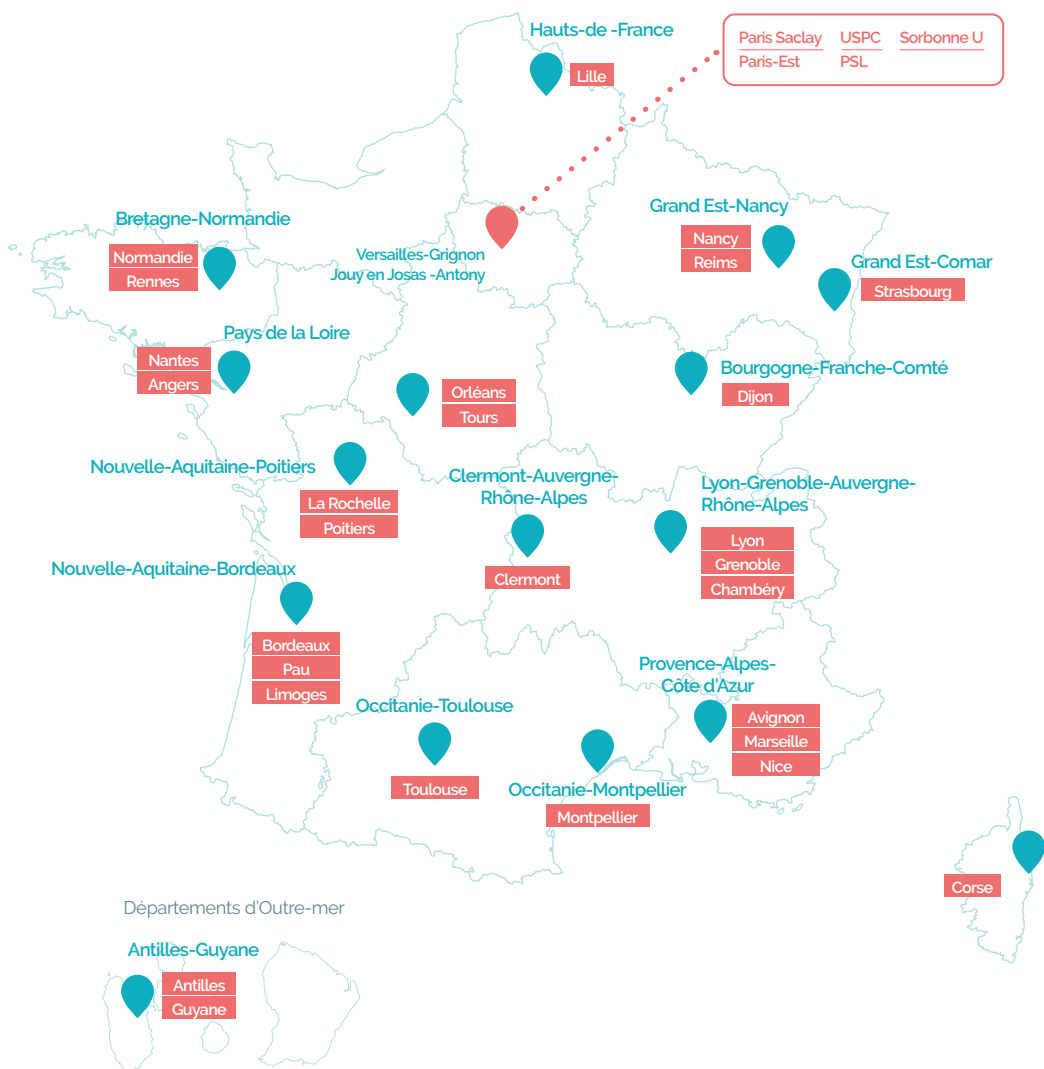 Hauts-de -France
Lille
Paris Saclay USPC Sorbonne U
Paris-Est PSL
Bretagne-Normandie
Normandie
Rennes
Versailles-Grignon
Jouy en Josas -Antony
Grand Est-Nancy
Nancy
Reims
Grand Est-Comar
Strasbourg
Pays de la Loire
Nantes
Angers
Orléans
Tours
Bourgogne-Franche-Comté
Dijon
Nouvelle-Aquitaine-Poitiers
La Rochelle
Poitiers
Clermont-Auvergne-
Rhône-Alpes
Clermont
Lyon-Grenoble-Auvergne-
Rhône-Alpes
Lyon
Grenoble
Chambéry
Nouvelle-Aquitaine-Bordeaux
Bordeaux
Pau
Limoges
Occitanie-Toulouse
Toulouse
Occitanie-Montpellier
Montpellier
Provence-Alpes-
Côte d'Azur
Avignon
Marseille
Nice
Corse
Départements d'Outre-mer
Antilles-Guyane
Antilles
Guyane